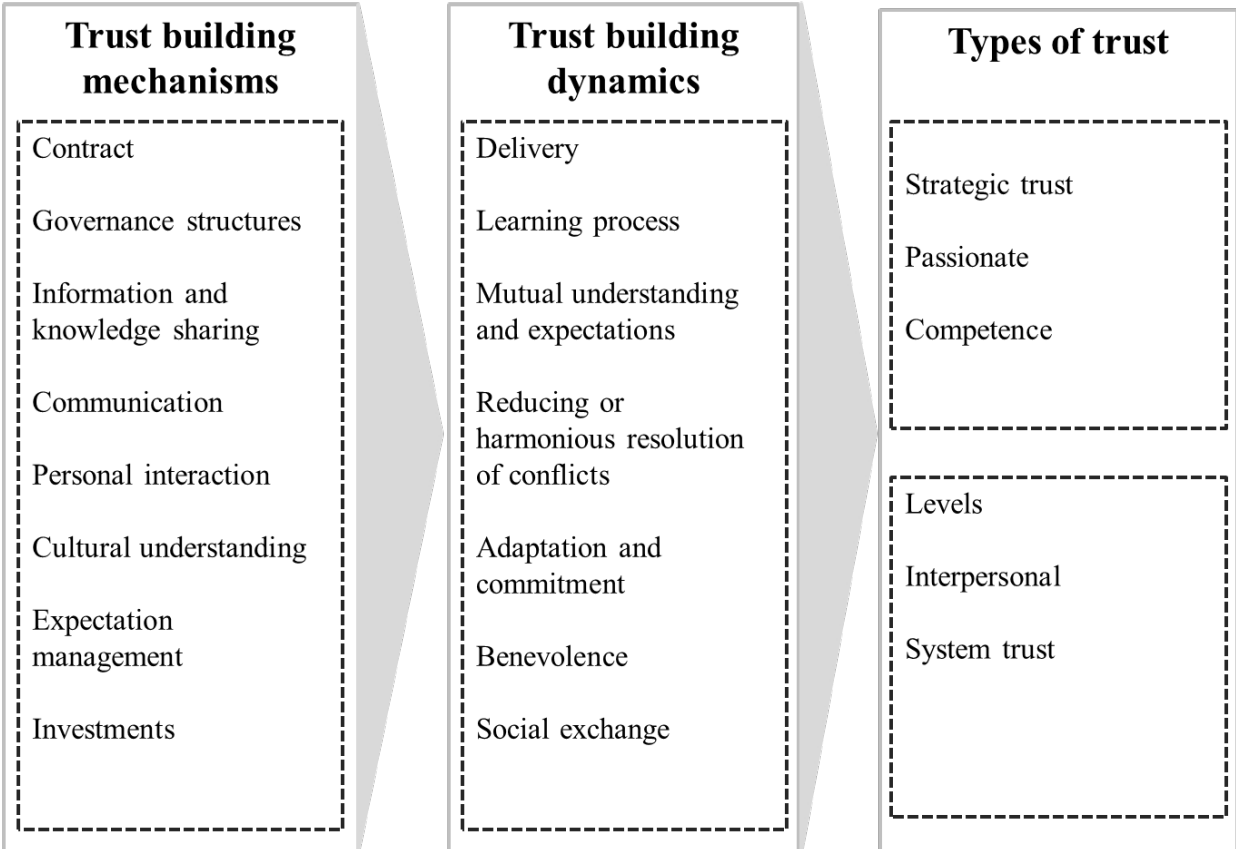 Trust building
mechanisms
Contract
Governance structures
Information and
knowledge sharing
Communication
Personal interaction
Cultural understanding
Expectation
management
Investments
Trust building
dynamics
Delivery
Learning process
Mutual understanding
and expectations
Reducing or
harmonious resolution
of conflicts
Adaptation and
commitment
Benevolence
Social exchange
Types of trust
Strategic trust
Passionate
Competence
Levels
Interpersonal
System trust